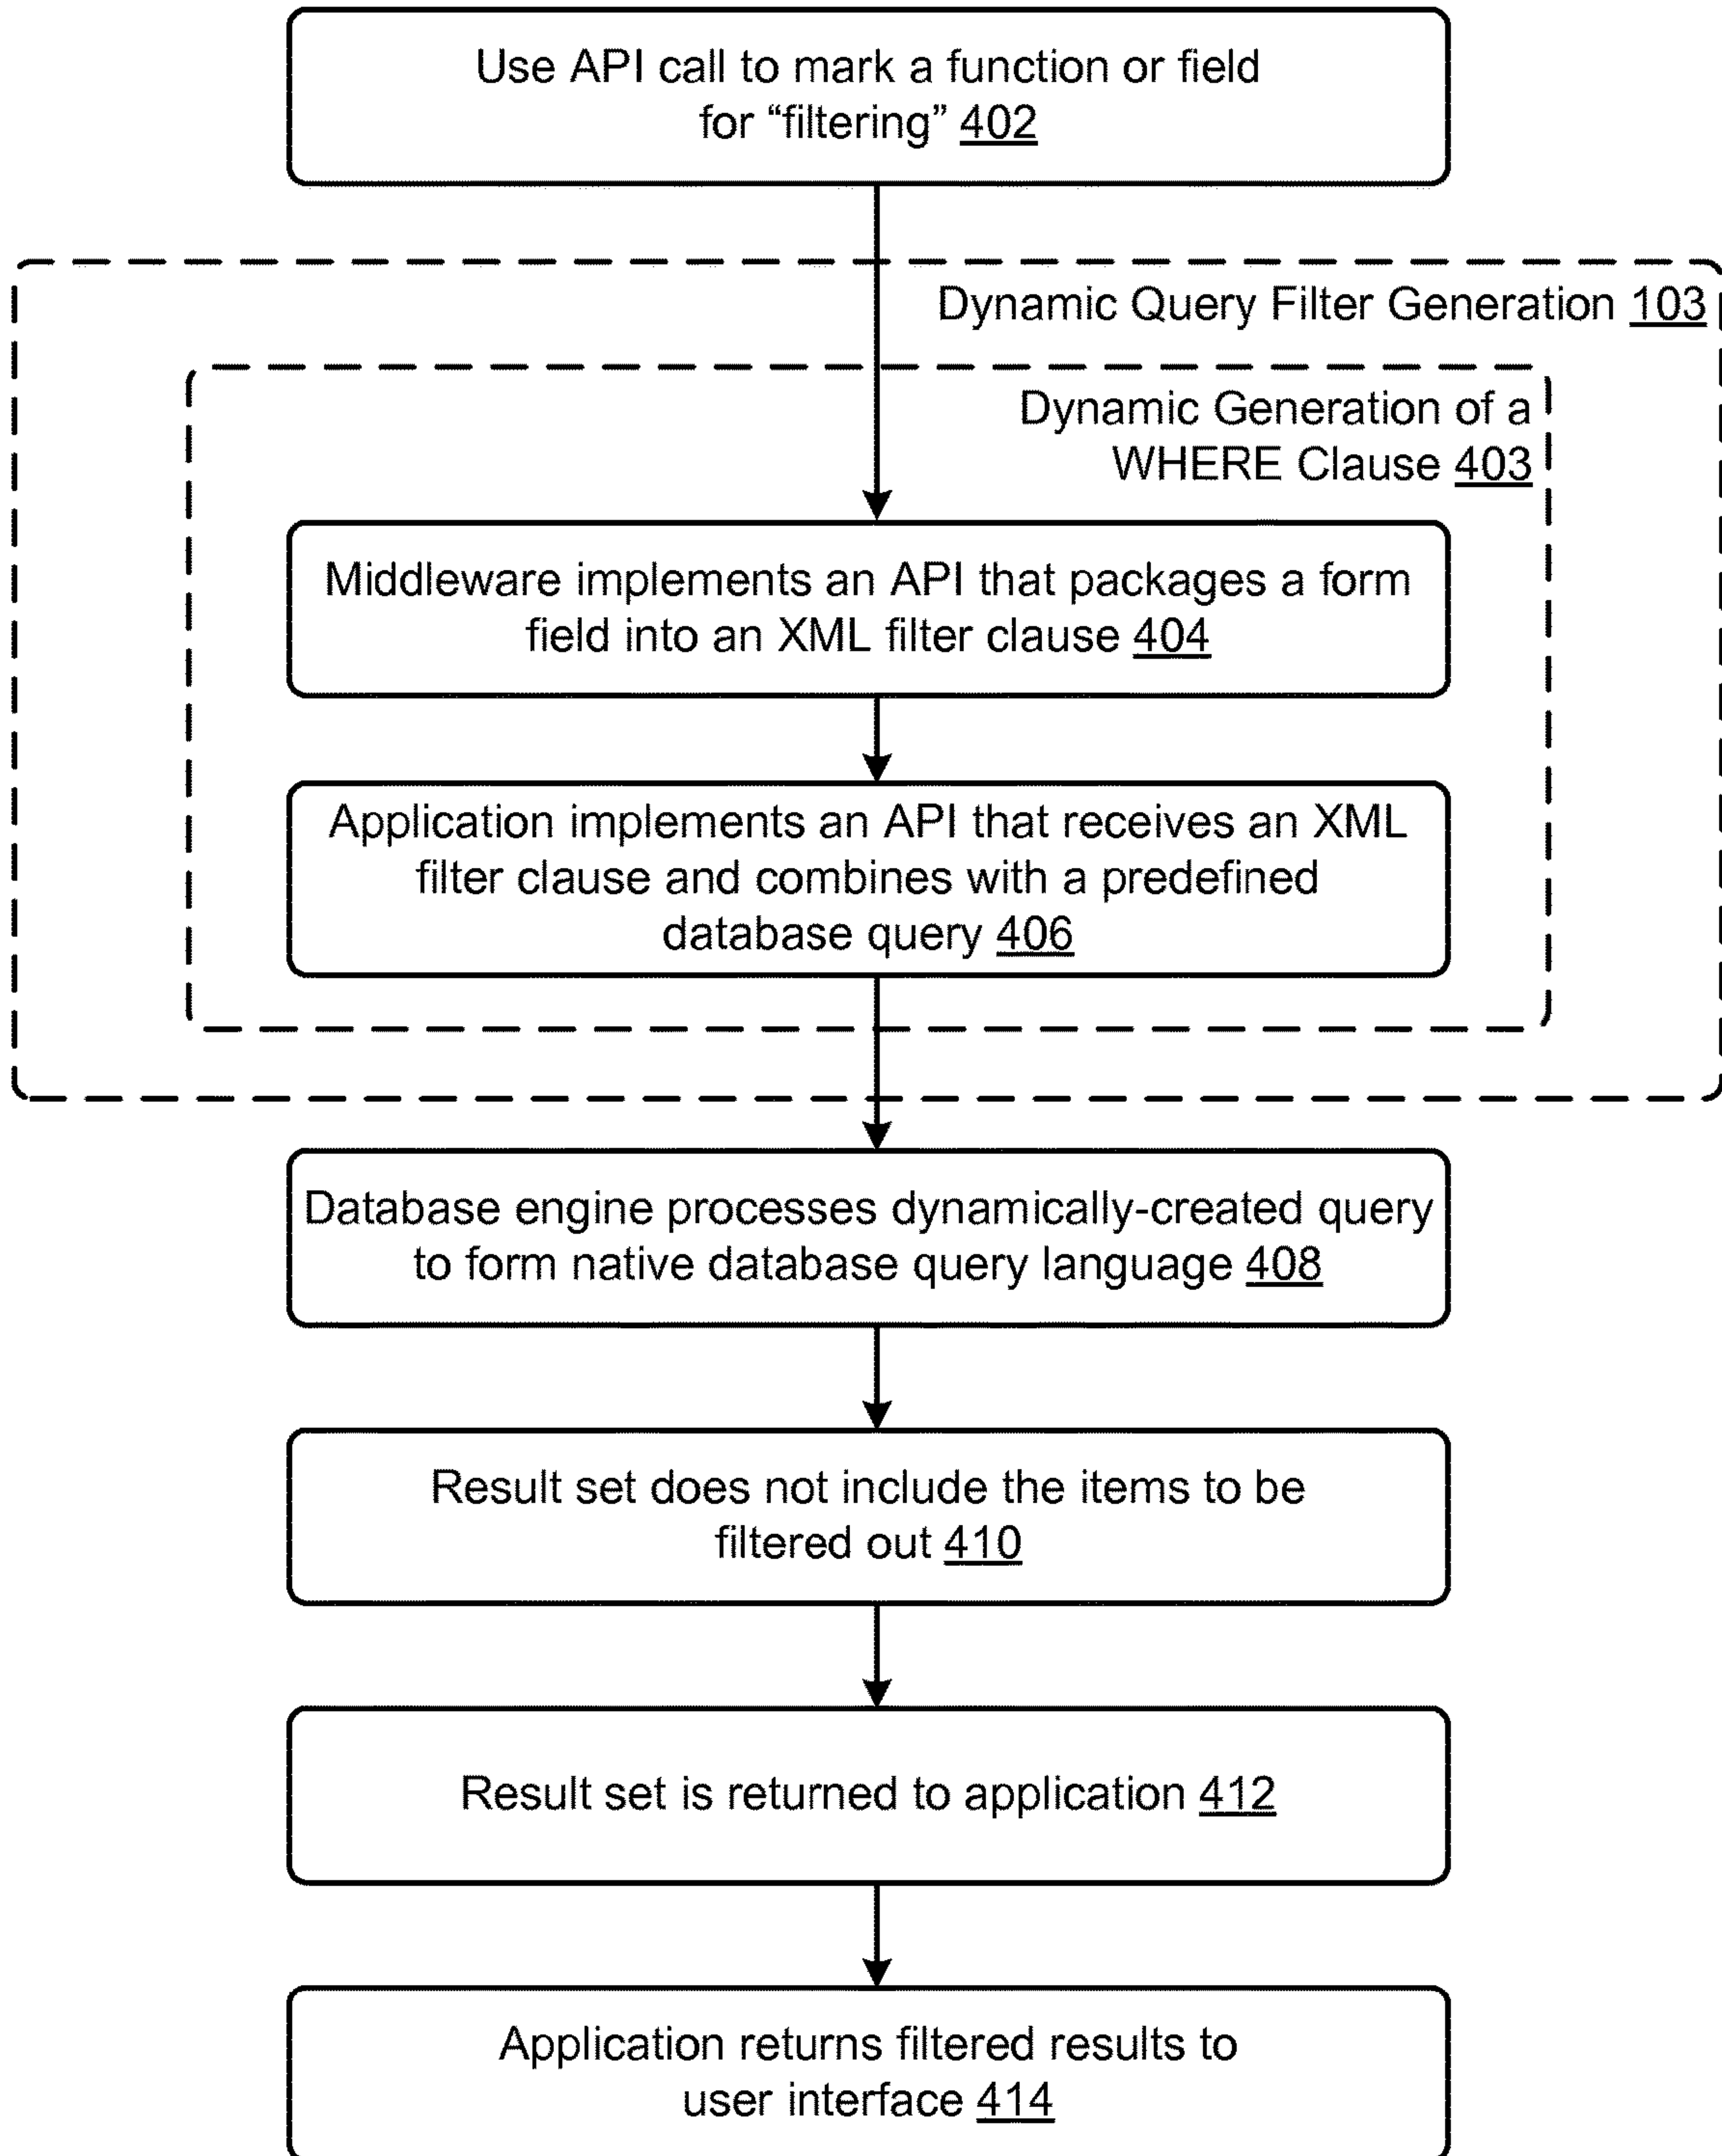 Use API call to mark a function or field
for “filtering” 402
Dynamic Query Filter Generation 103
Dynamic Generation of a
WHERE Clause 403
Middleware implements an API that packages a form
field into an XML filter clause 404
Application implements an API that receives an XML
filter clause and combines with a predefined
database query 406
Database engine processes dynamically-created query
to form native database query language 408
Result set does not include the items to be
filtered out 410
Result set is returned to application 412
Application returns filtered results to
user interface 414